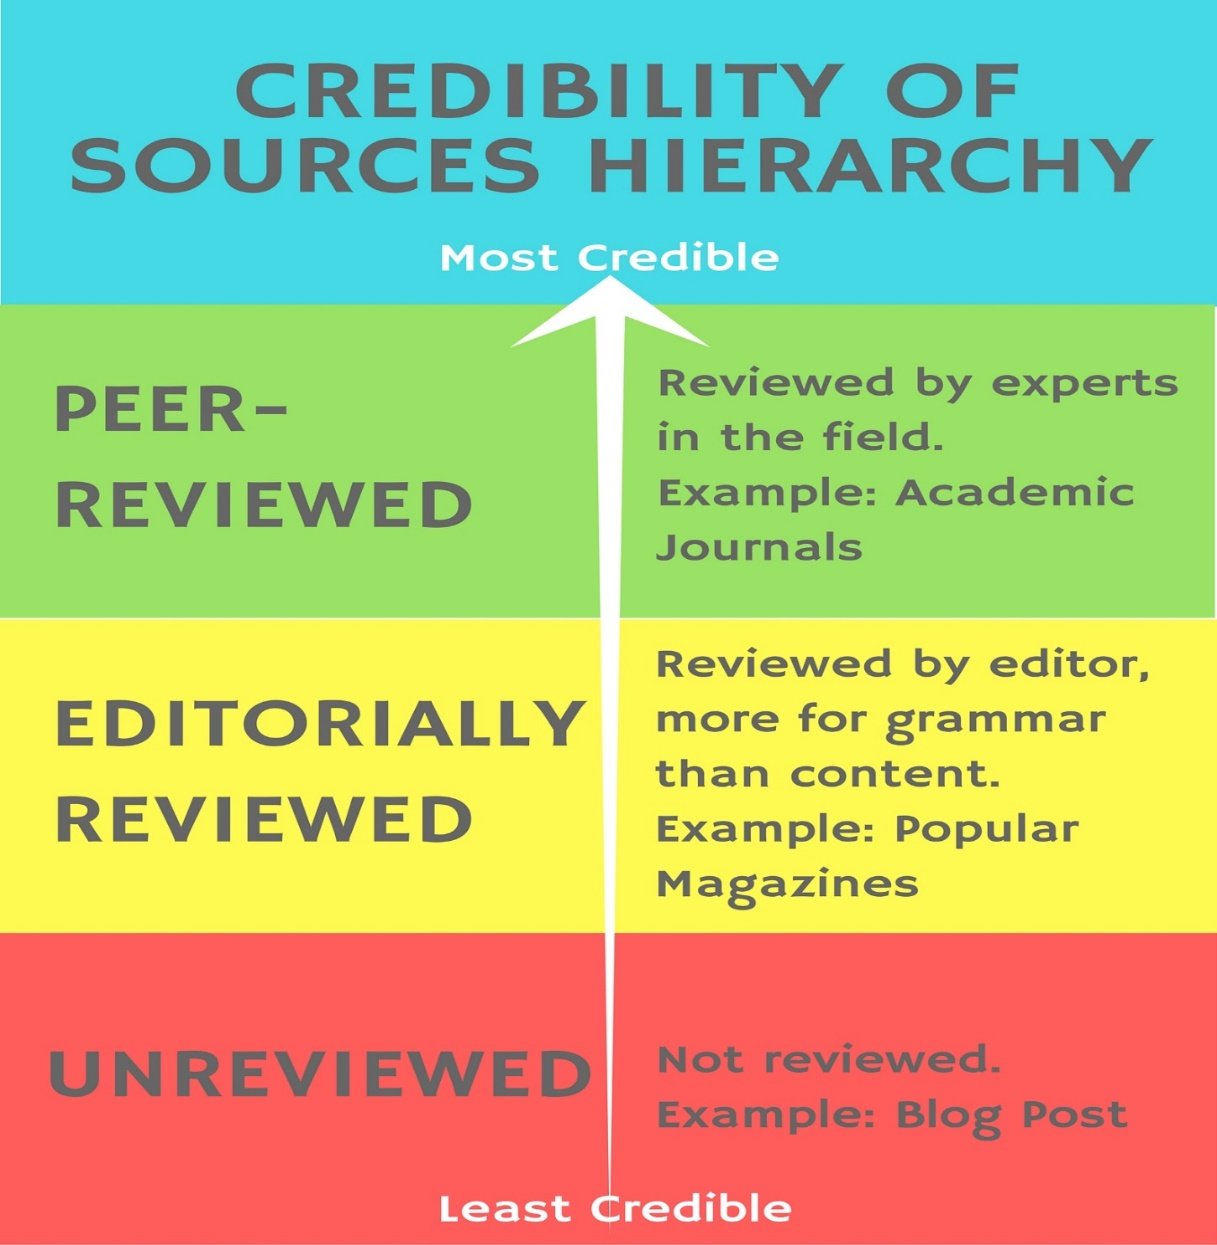 CREDIBILITY OF
SOURCES HIERARCHY
Most Credible
PEER-
REVIEWED
Reviewed by experts
in the field.
Example: Academic
Journals
EDITORIALLY
REVIEWED
Reviewed by editor,
more for grammar
than content.
Example: Popular
Magazines
UNREVIEWED
Not reviewed.
Example: Blog Post
Least Credible